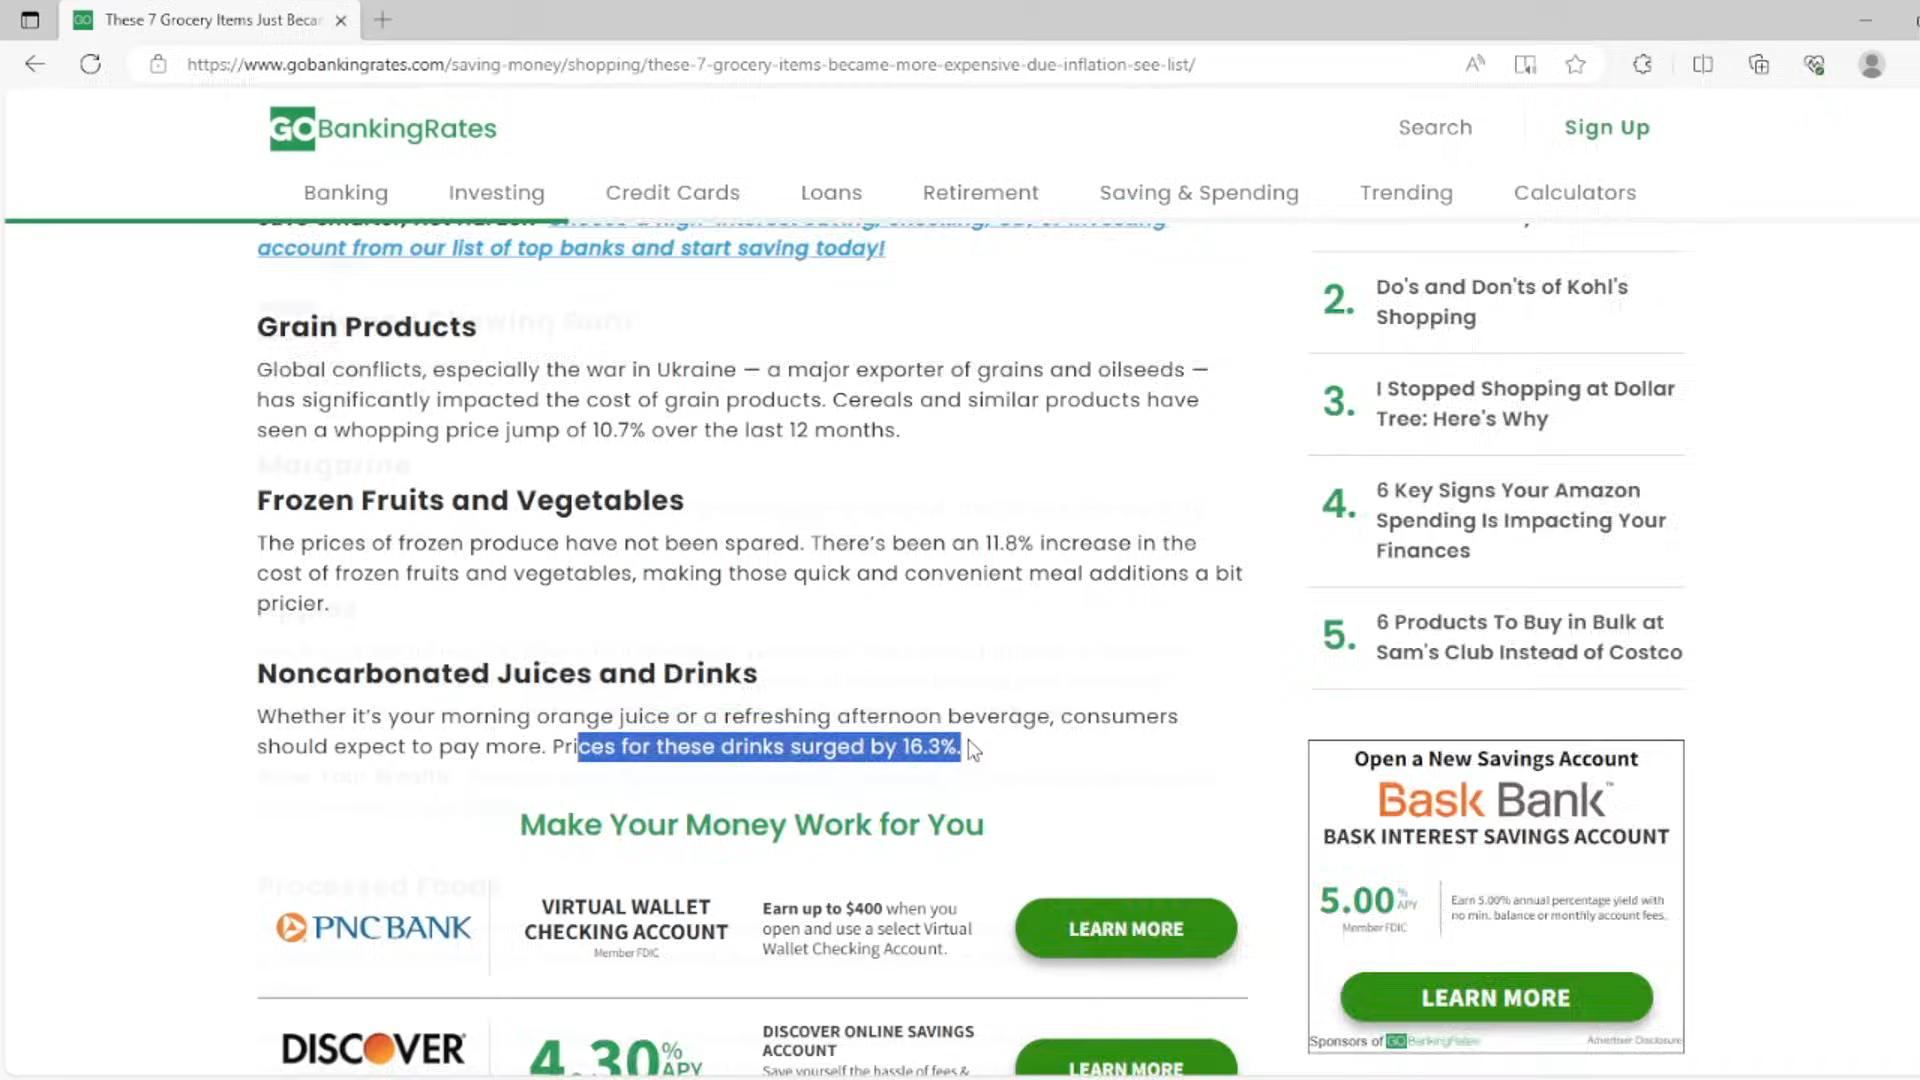 These 7 Grocery Items Just Becar
https://www.gobankingrates.com/saving-money/shopping/these-7-grocery-items-became-more-expensive-due-inflation-see-list/
GOBankingRates
Search
Sign Up
Banking
Investing
Credit Cards
Loans
Retirement
Saving & Spending
Trending
Calculators
account from our list of top banks and start saving today!
Grain Products
Global conflicts, especially the war in Ukraine — a major exporter of grains and oilseeds —
has significantly impacted the cost of grain products. Cereals and similar products have
seen a whopping price jump of 10.7% over the last 12 months.
Margarine
Frozen Fruits and Vegetables
The prices of frozen produce have not been spared. There's been an 11.8% increase in the
cost of frozen fruits and vegetables, making those quick and convenient meal additions a bit
pricier.
Noncarbonated Juices and Drinks
Whether it's your morning orange juice or a refreshing afternoon beverage, consumers
should expect to pay more. Prices for these drinks surged by 16.3%.
Make Your Money Work for You
Processed Foods
PNC BANK
VIRTUAL WALLET
CHECKING ACCOUNT
Member FDIC
Earn up to $400 when you
open and use a select Virtual
Wallet Checking Account.
LEARN MORE
DISCOVER
4.30% APY
DISCOVER ONLINE SAVINGS
ACCOUNT
Save yourself the hassle of fees &
LEARN MORE
2. Do's and Don'ts of Kohl's
Shopping
3. I Stopped Shopping at Dollar
Tree: Here's Why
4. 6 Key Signs Your Amazon
Spending Is Impacting Your
Finances
5. 6 Products To Buy in Bulk at
Sam's Club Instead of Costco
Open a New Savings Account
Bask Bank™
BASK INTEREST SAVINGS ACCOUNT
5.00% APY
Member FDIC
Earn 5.00% annual percentage yield with
no min. balance or monthly account fees.
LEARN MORE
Sponsors of GOBankingRates
Advertiser Disclosure